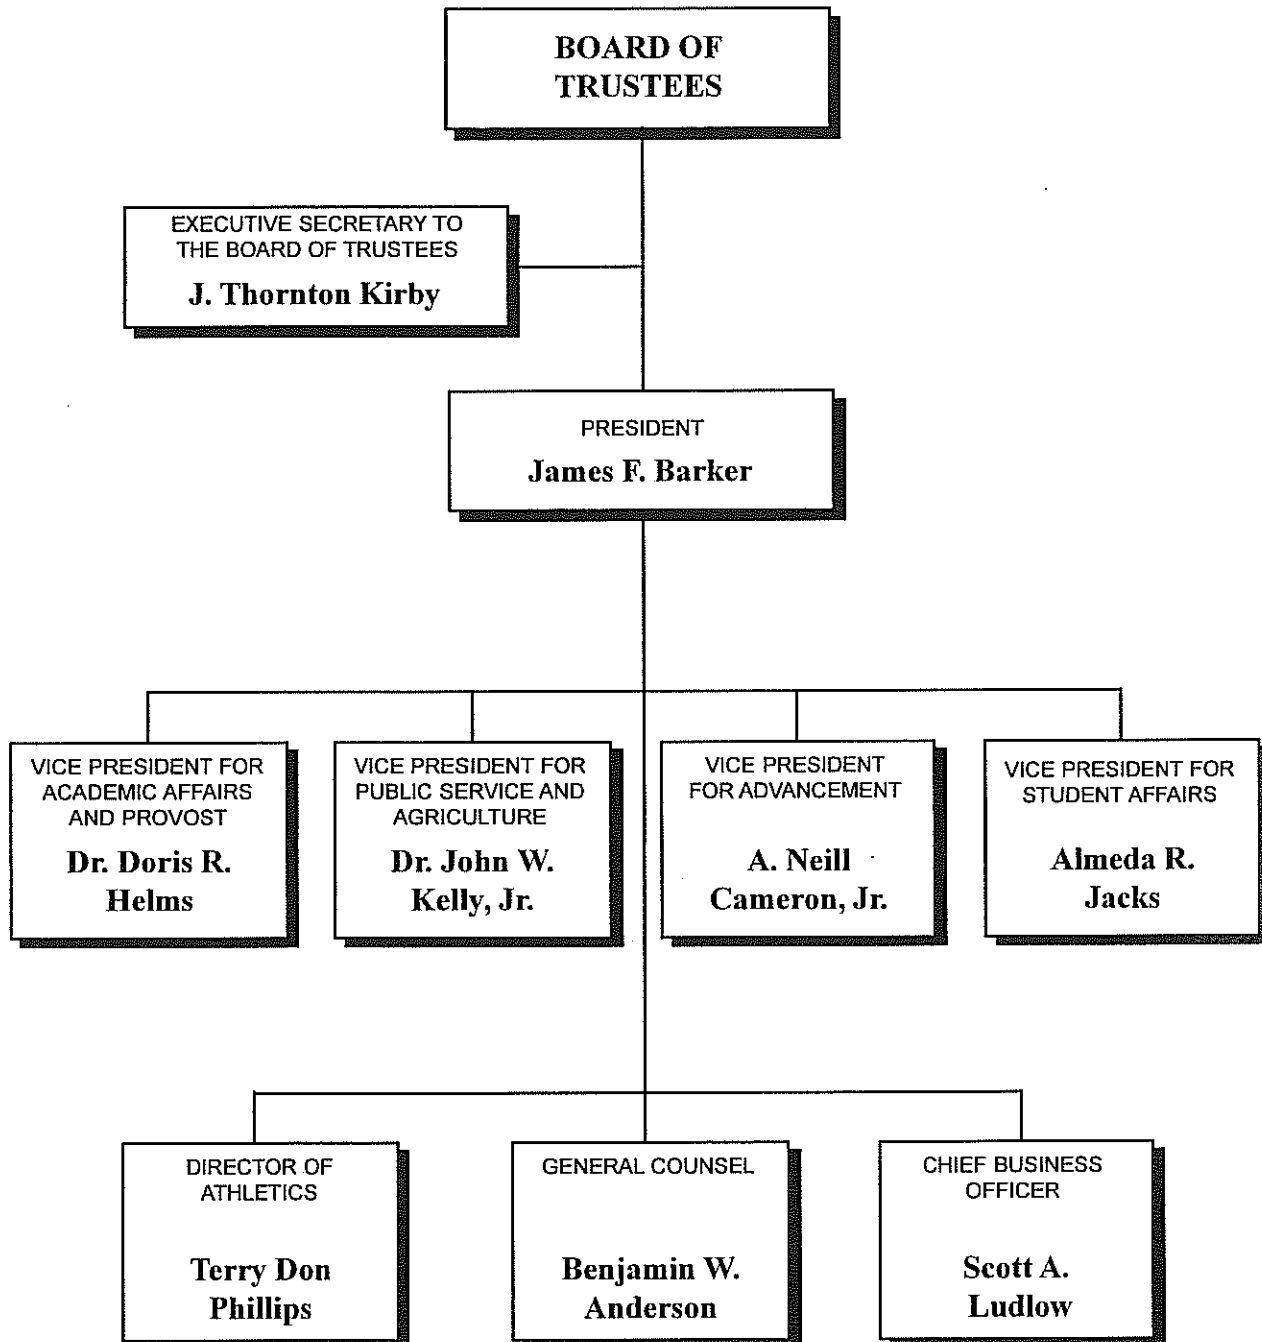 BOARD OF
TRUSTEES
EXECUTIVE SECRETARY TO
THE BOARD OF TRUSTEES
J. Thornton Kirby
PRESIDENT
James F. Barker
VICE PRESIDENT FOR
ACADEMIC AFFAIRS
AND PROVOST
Dr. Doris R.
Helms
VICE PRESIDENT FOR
PUBLIC SERVICE AND
AGRICULTURE
Dr. John W.
Kelly, Jr.
VICE PRESIDENT
FOR ADVANCEMENT
A. Neill
Cameron, Jr.
VICE PRESIDENT FOR
STUDENT AFFAIRS
Almeda R.
Jacks
DIRECTOR OF
ATHLETICS
Terry Don
Phillips
GENERAL COUNSEL
Benjamin W.
Anderson
CHIEF BUSINESS
OFFICER
Scott A.
Ludlow